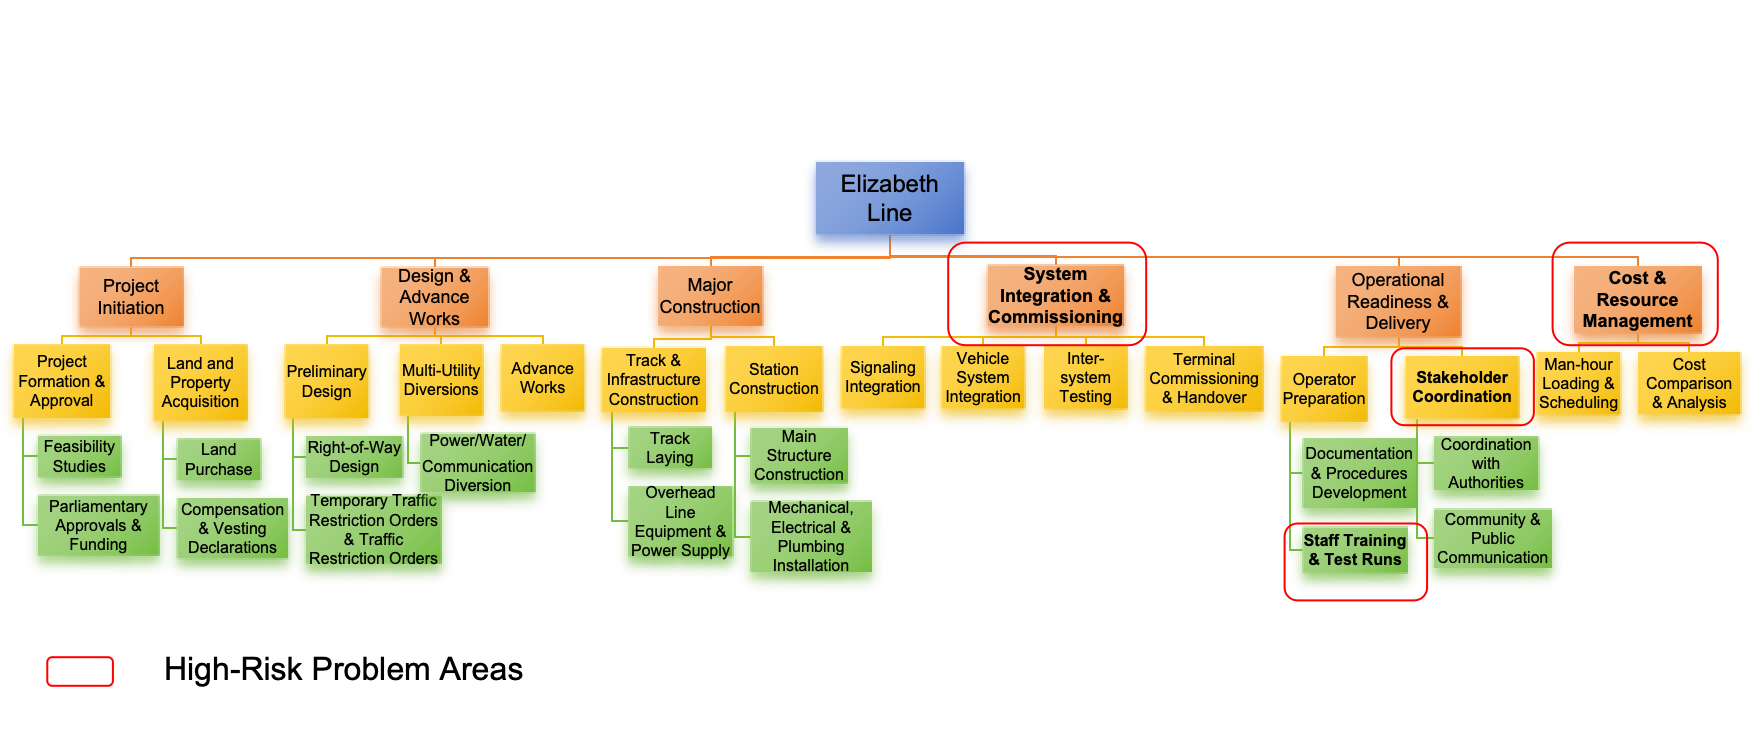 Elizabeth
Line
Project
Initiation
Design &
Advance
Works
Major
Construction
System
Integration &
Commissioning
Operational
Readiness &
Delivery
Cost &
Resource
Management
Project
Formation &
Approval
Land and
Property
Acquisition
Preliminary
Design
Multi-Utility
Diversions
Advance
Works
Track &
Infrastructure
Construction
Station
Construction
Signaling
Integration
Vehicle
System
Integration
Inter-
system
Testing
Terminal
Commissioning
& Handover
Operator
Preparation
Stakeholder
Coordination
Man-hour
Loading &
Scheduling
Cost
Comparison
& Analysis
Feasibility
Studies
Parliamentary
Approvals &
Funding
Land
Purchase
Compensation
& Vesting
Declarations
Right-of-Way
Design
Temporary Traffic
Restriction Orders
& Traffic
Restriction Orders
Power/Water/
Communication
Diversion
Track
Laying
Overhead
Line
Equipment &
Power Supply
Main
Structure
Construction
Mechanical,
Electrical &
Plumbing
Installation
Documentation
& Procedures
Development
Staff Training
& Test Runs
Coordination
with
Authorities
Community &
Public
Communication
High-Risk Problem Areas